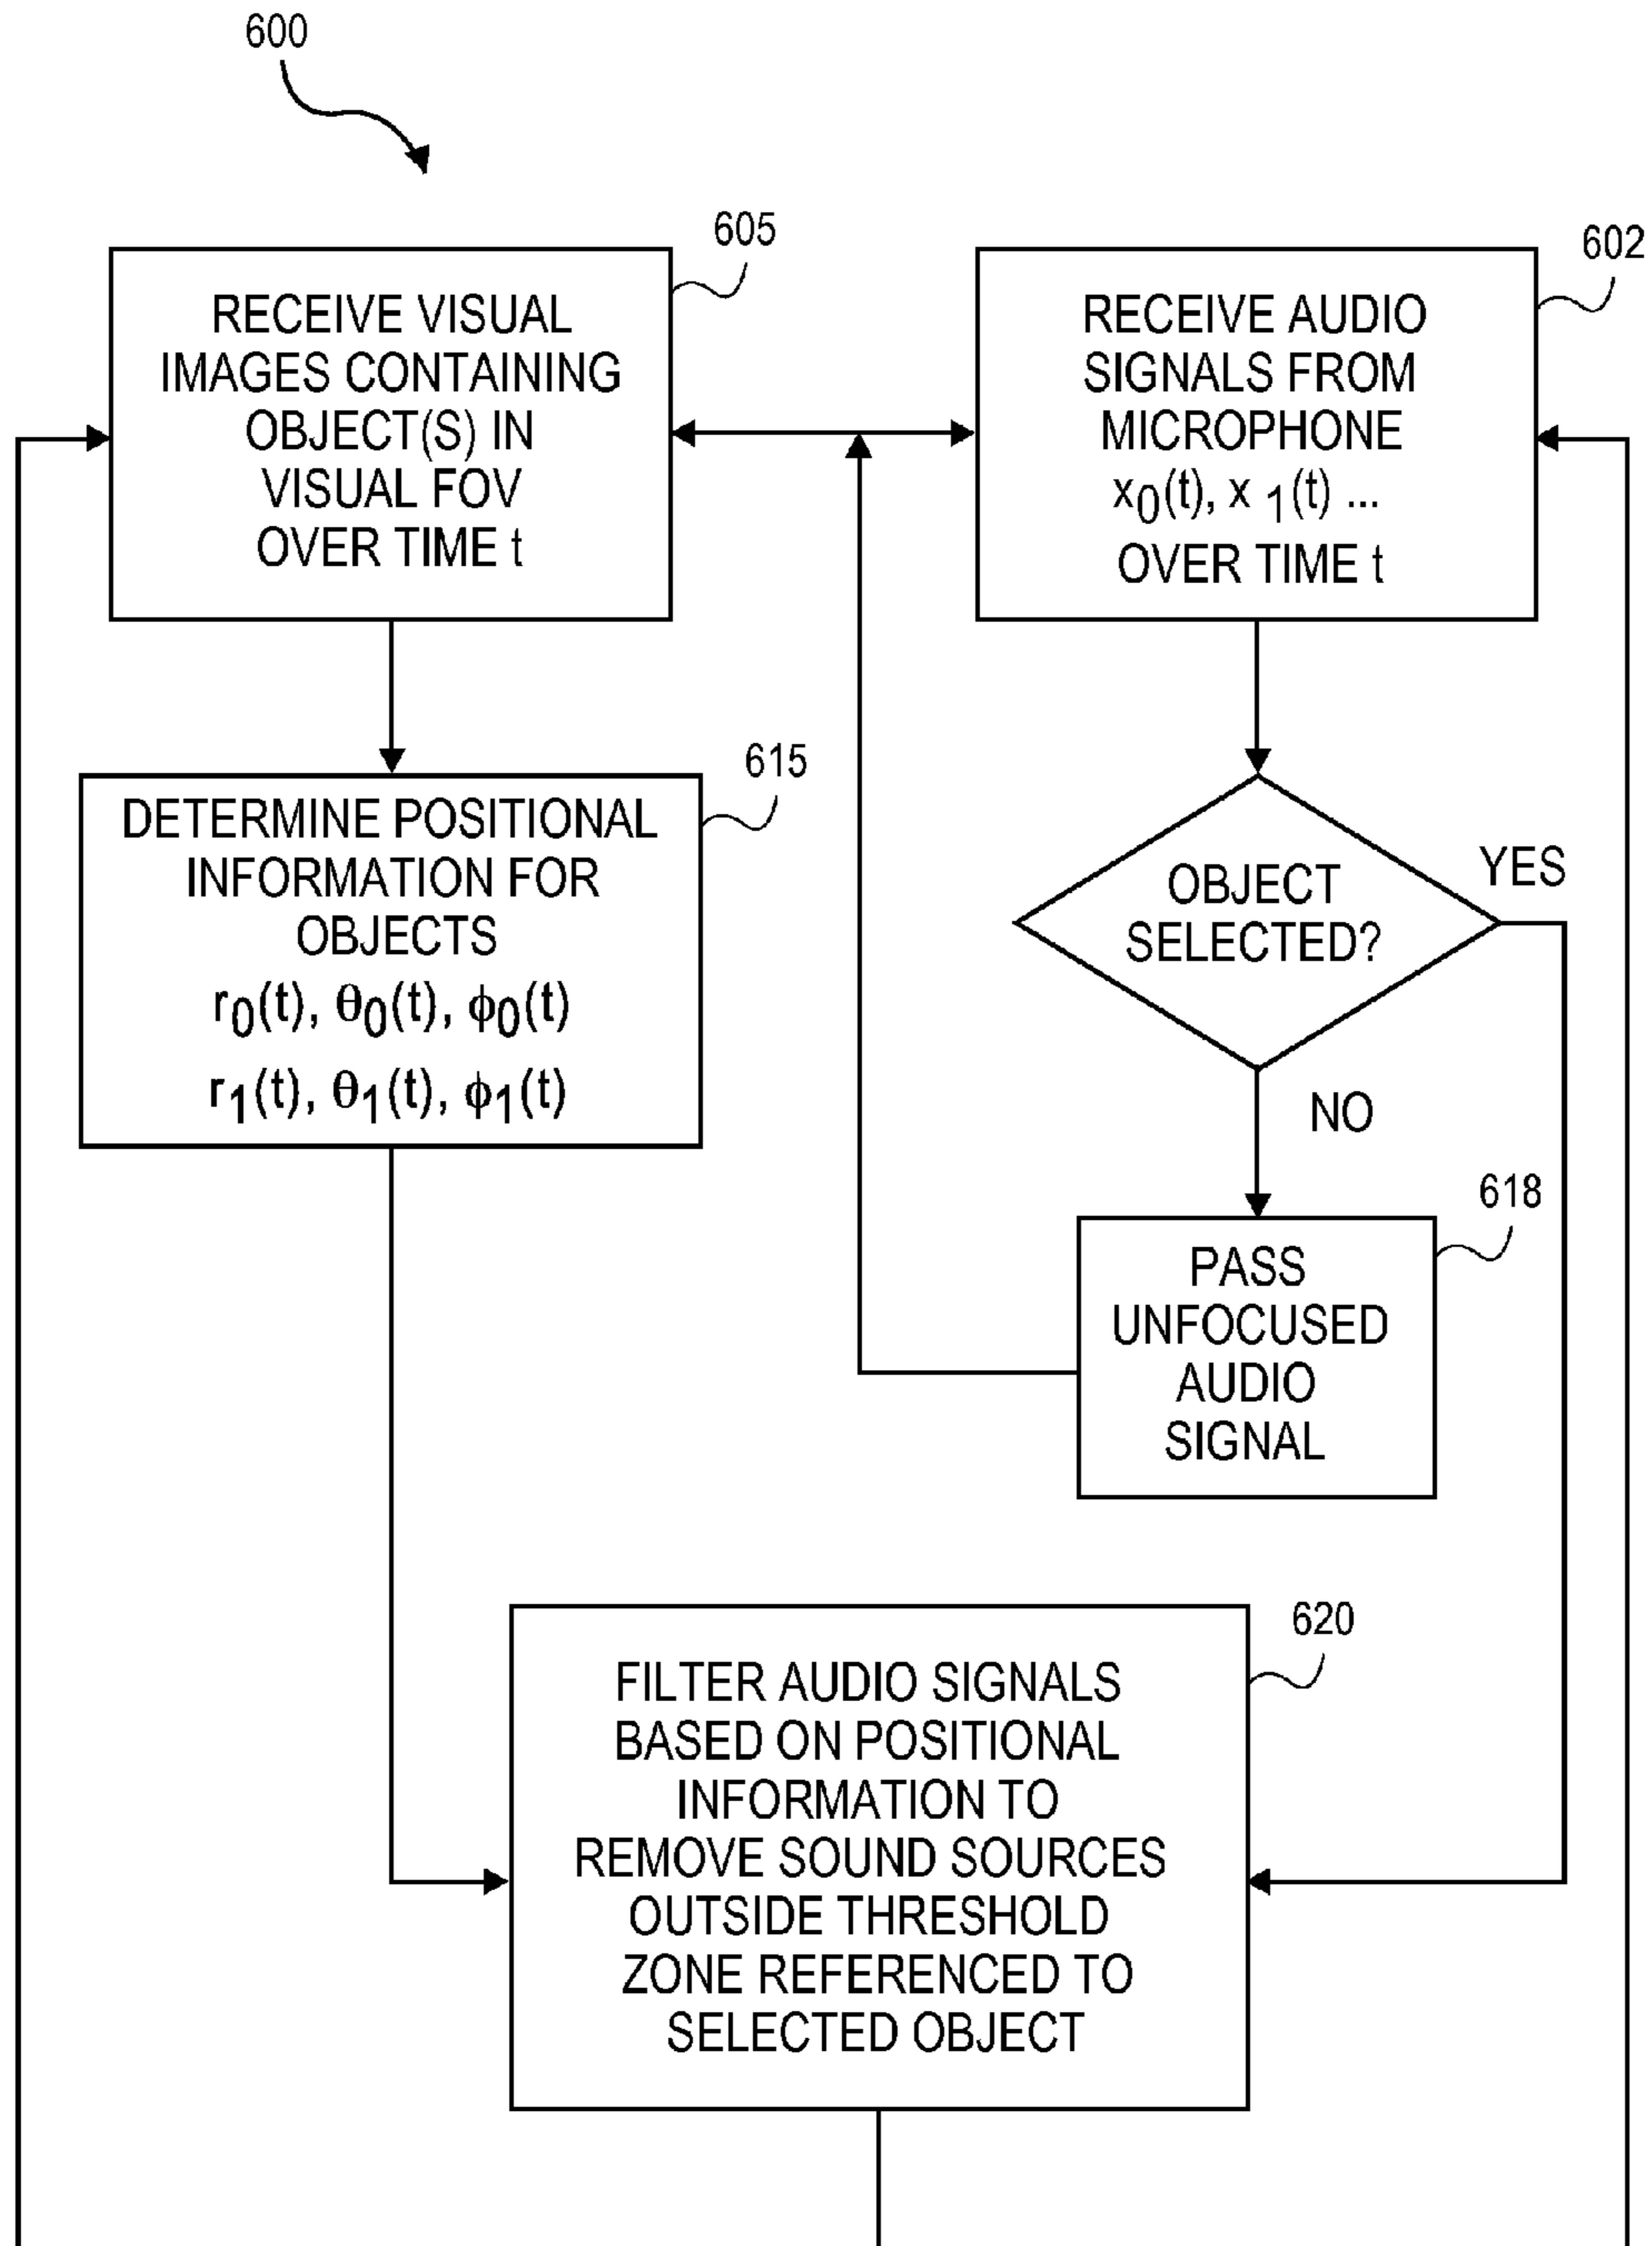 600
605
RECEIVE VISUAL
IMAGES CONTAINING
OBJECT(S) IN
VISUAL FOV
OVER TIME t
602
RECEIVE AUDIO
SIGNALS FROM
MICROPHONE
x0(t), x 1(t) ...
OVER TIME t
615
DETERMINE POSITIONAL
INFORMATION FOR
OBJECTS
r0(t), θ0(t), ϕ0(t)
r1(t), θ1(t), ϕ1(t)
OBJECT
SELECTED?
YES
NO
618
PASS
UNFOCUSED
AUDIO
SIGNAL
620
FILTER AUDIO SIGNALS
BASED ON POSITIONAL
INFORMATION TO
REMOVE SOUND SOURCES
OUTSIDE THRESHOLD
ZONE REFERENCED TO
SELECTED OBJECT